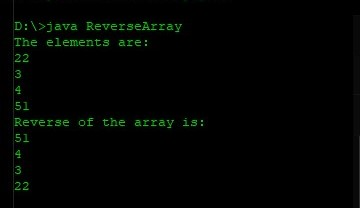 D:\>java ReverseArray
The elements are:
22
3
4
51
Reverse of the array is:
51
4
3
22